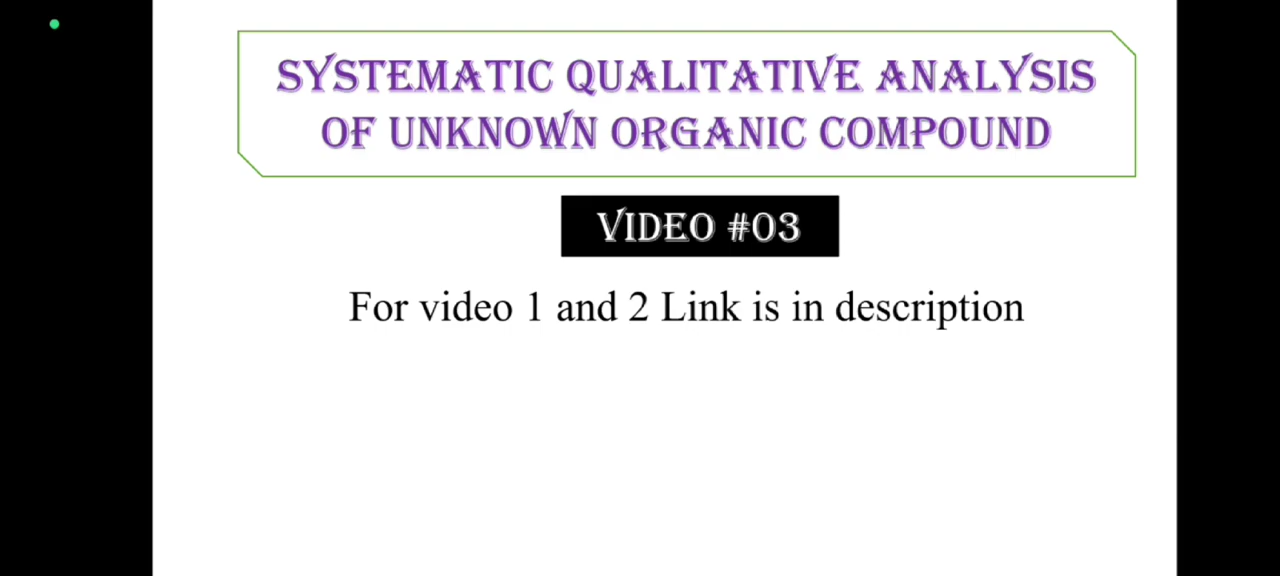 SYSTEMATIC QUALITATIVE ANALYSIS
OF UNKNOWN ORGANIC COMPOUND
VIDEO #03
For video 1 and 2 Link is in description